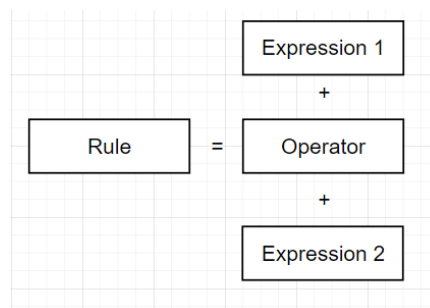 Expression 1
+
Rule = Operator
+
Expression 2